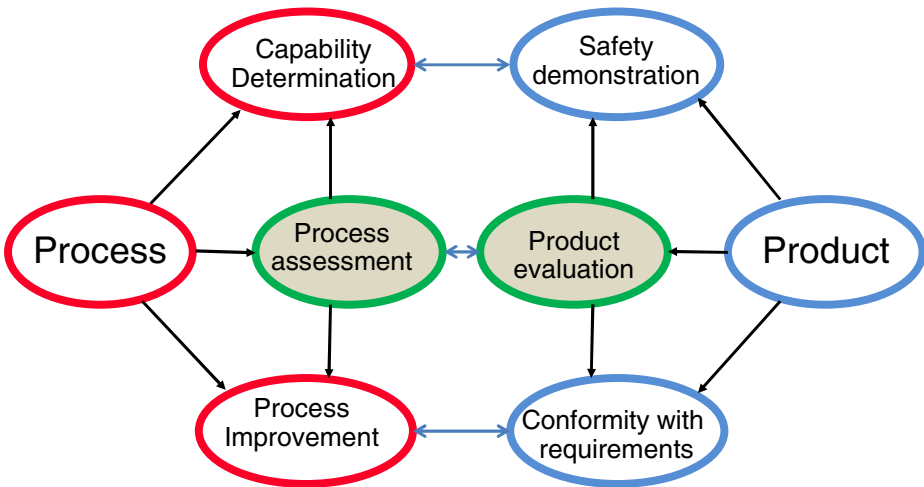 Capability
Determination
Safety
demonstration
Process
Process
assessment
Product
evaluation
Product
Process
Improvement
Conformity with
requirements